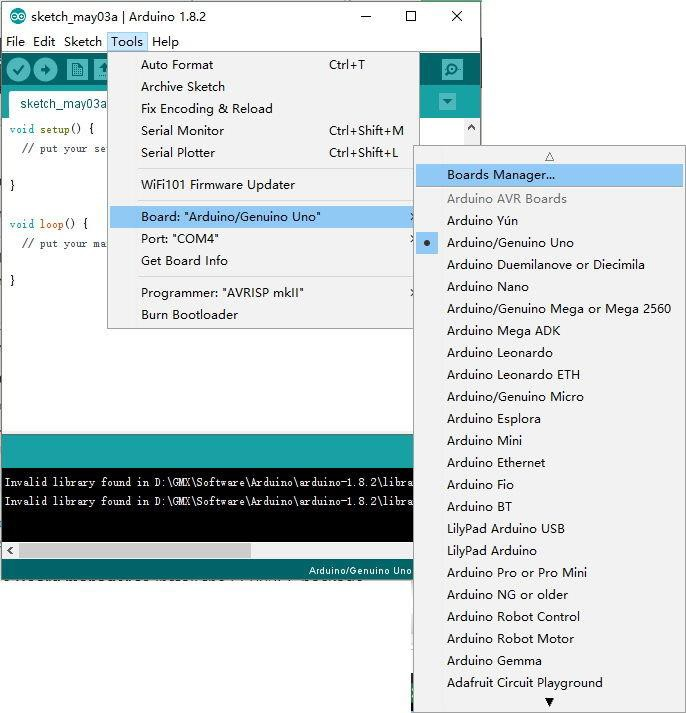 sketch_may03a | Arduino 1.8.2
File Edit Sketch Tools Help
sketch_may03a
void setup() {
// put your se
}
void loop() {
// put your ma
}
Auto Format Ctrl+T
Archive Sketch
Fix Encoding & Reload
Serial Monitor Ctrl+Shift+M
Serial Plotter Ctrl+Shift+L
WiFi101 Firmware Updater
Board: "Arduino/Genuino Uno"
Port: "COM4"
Get Board Info
Programmer: "AVRISP mkII"
Burn Bootloader
Boards Manager...
Arduino AVR Boards
Arduino Yún
Arduino/Genuino Uno
Arduino Duemilanove or Diecimila
Arduino Nano
Arduino/Genuino Mega or Mega 2560
Arduino Mega ADK
Arduino Leonardo
Arduino Leonardo ETH
Arduino/Genuino Micro
Arduino Esplora
Arduino Mini
Arduino Ethernet
Arduino Fio
Arduino BT
LilyPad Arduino USB
LilyPad Arduino
Arduino Pro or Pro Mini
Arduino NG or older
Arduino Robot Control
Arduino Robot Motor
Arduino Gemma
Adafruit Circuit Playground
Invalid library found in D:\GMX\Software\Arduino\arduino-1.8.2\libra
Invalid library found in D:\GMX\Software\Arduino\arduino-1.8.2\libra
Arduino/Genuino Uno